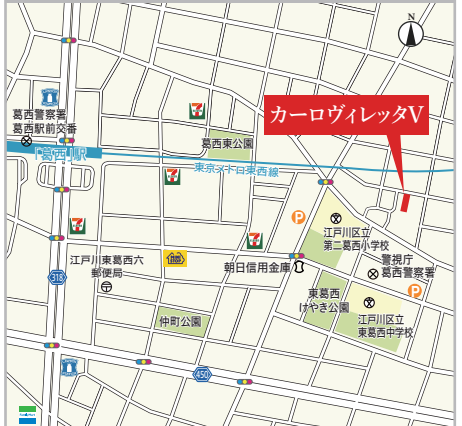 N
葛西警察署
葛西駅前交番
「葛西」駅
葛西東公園
カーロヴィレッタV
東京メトロ東西線
P
江戸川区立
第二葛西小学校
江戸川東葛西六
郵便局
朝日信用金庫
警視庁
葛西警察署
P
318
東葛西
けやき公園
江戸川区立
東葛西中学校
仲町公園
450